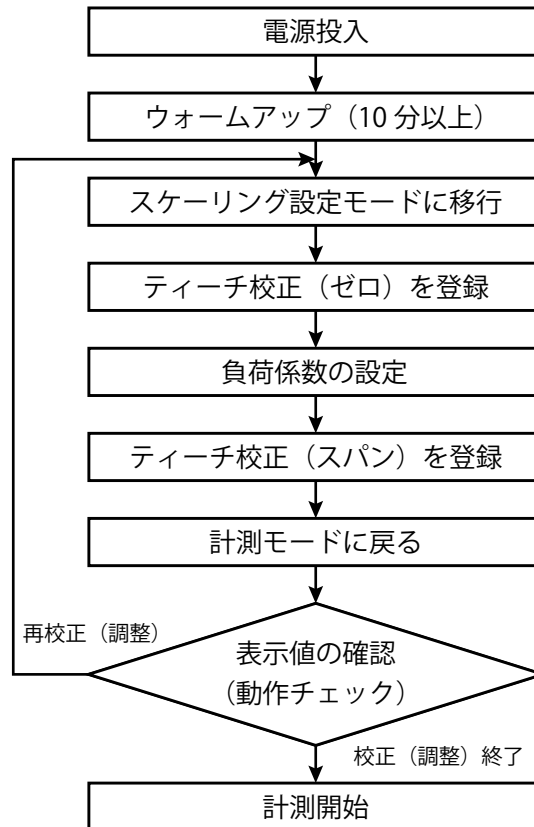 電源投入
ウォームアップ（10 分以上）
スケーリング設定モードに移行
ティーチ校正（ゼロ）を登録
負荷係数の設定
ティーチ校正（スパン）を登録
計測モードに戻る
再校正（調整）
表示値の確認
（動作チェック）
校正（調整）終了
計測開始